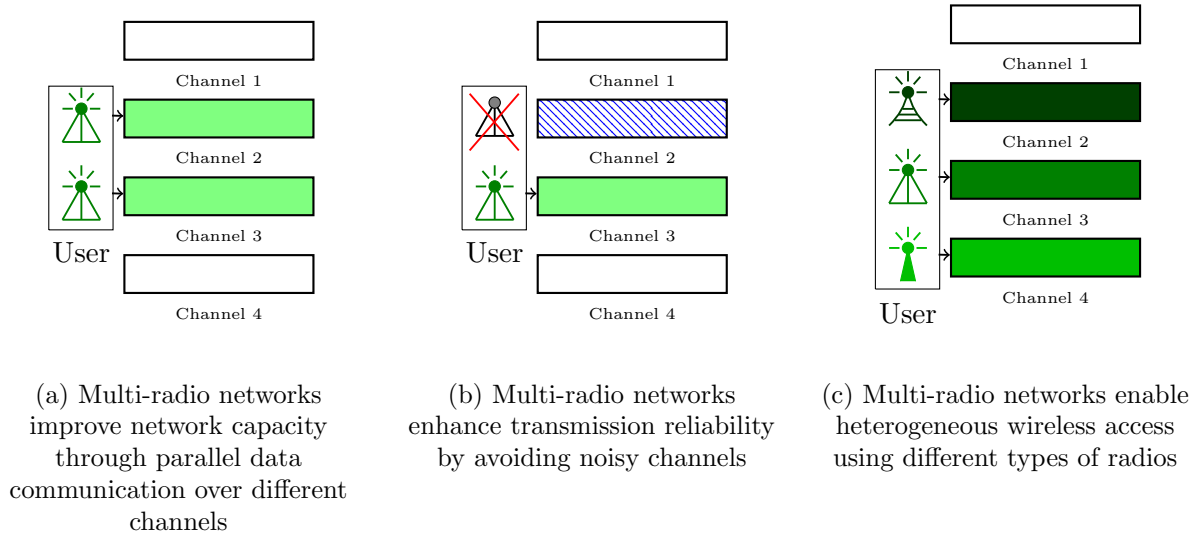 Channel 1
Channel 2
Channel 3
User
Channel 4
(a) Multi-radio networks
improve network capacity
through parallel data
communication over different
channels
Channel 1
Channel 2
Channel 3
User
Channel 4
(b) Multi-radio networks
enhance transmission reliability
by avoiding noisy channels
Channel 1
Channel 2
Channel 3
Channel 4
User
(c) Multi-radio networks enable
heterogeneous wireless access
using different types of radios